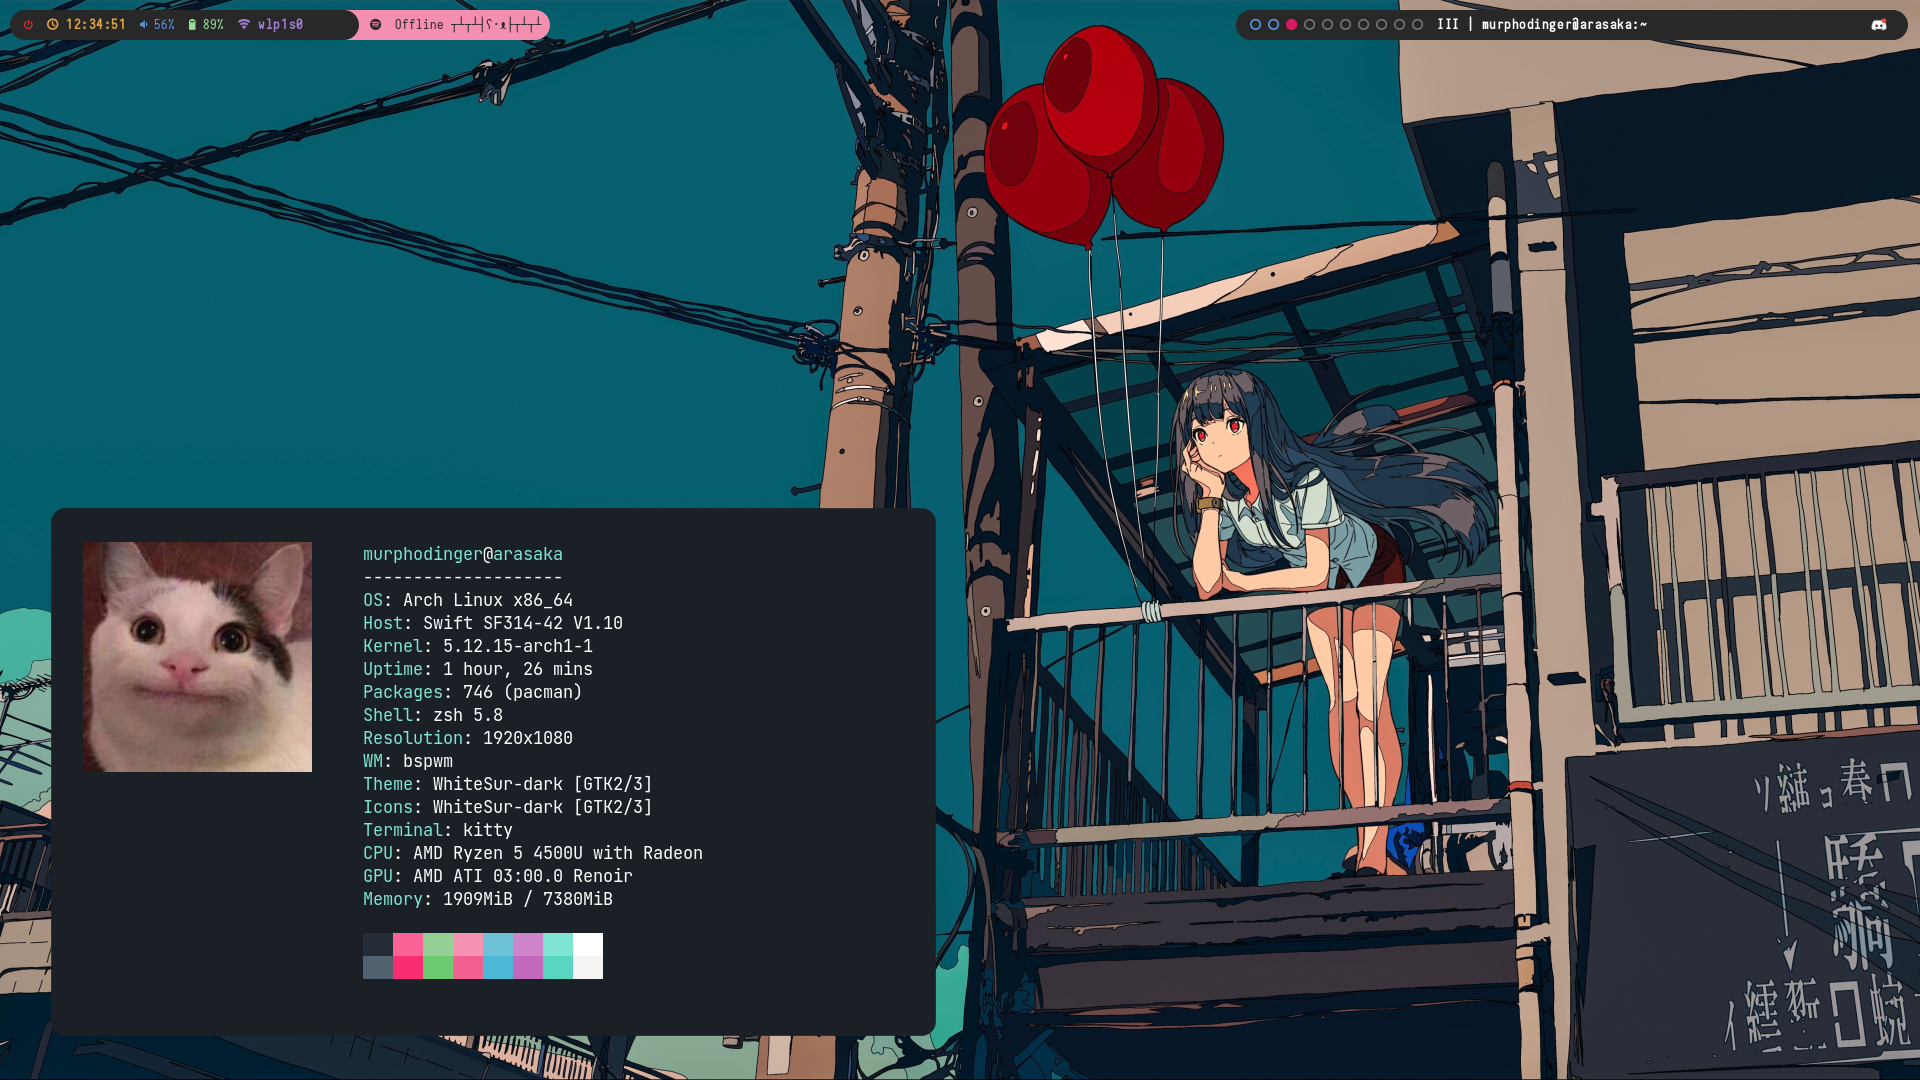 12:34:51 56% 89% wlp1s0 Offline ┬┴┬┴┤ʕ·ᴥ├┬┴┬┴
III | murphodinger@arasaka:~
murphodinger@arasaka
--------------------
OS: Arch Linux x86_64
Host: Swift SF314-42 V1.10
Kernel: 5.12.15-arch1-1
Uptime: 1 hour, 26 mins
Packages: 746 (pacman)
Shell: zsh 5.8
Resolution: 1920x1080
WM: bspwm
Theme: WhiteSur-dark [GTK2/3]
Icons: WhiteSur-dark [GTK2/3]
Terminal: kitty
CPU: AMD Ryzen 5 4500U with Radeon
GPU: AMD ATI 03:00.0 Renoir
Memory: 1909MiB / 7380MiB